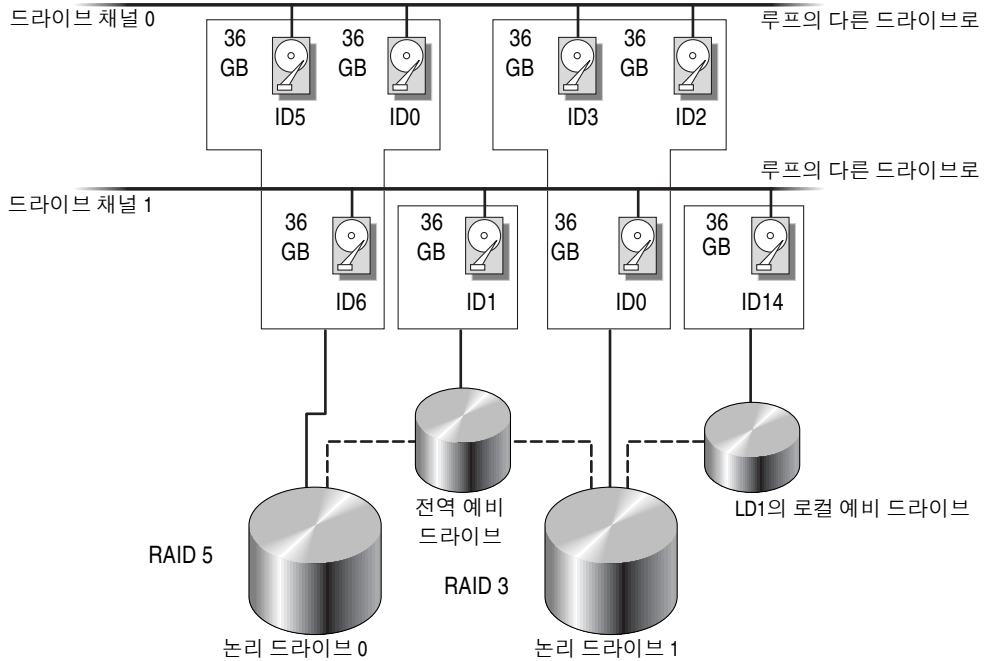 드라이브 채널 0
루프의 다른 드라이브로
36
GB
ID5
36
GB
ID0
36
GB
ID3
36
GB
ID2
루프의 다른 드라이브로
드라이브 채널 1
36
GB
ID6
36
GB
ID1
36
GB
ID0
36
GB
ID14
전역 예비
드라이브
LD1의 로컬 예비 드라이브
RAID 5
RAID 3
논리 드라이브 0
논리 드라이브 1